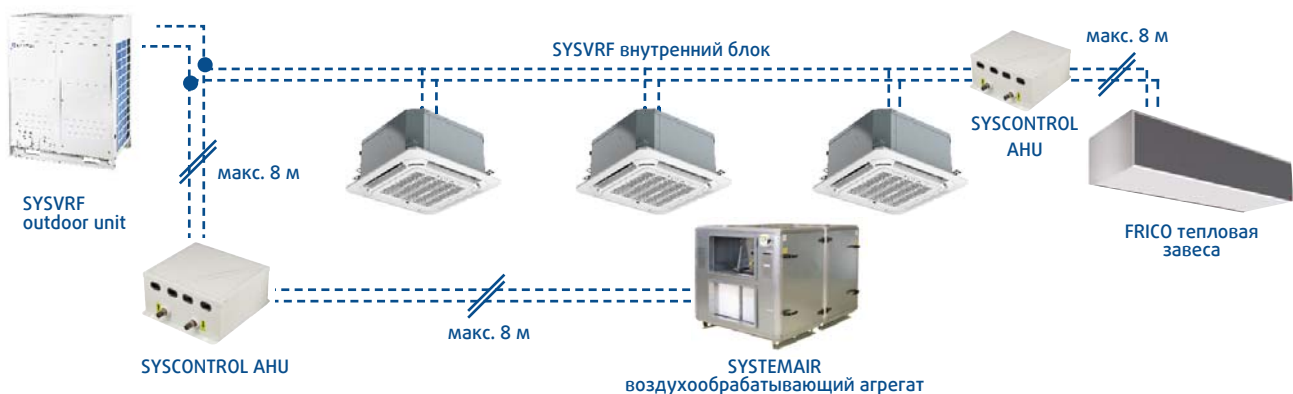 SYSVRF внутренний блок
макс. 8 м
SYSCONTROL
AHU
макс. 8 м
SYSVRF
outdoor unit
FRICO тепловая
завеса
макс. 8 м
SYSCONTROL AHU
SYSTEMAIR
воздухообрабатывающий агрегат